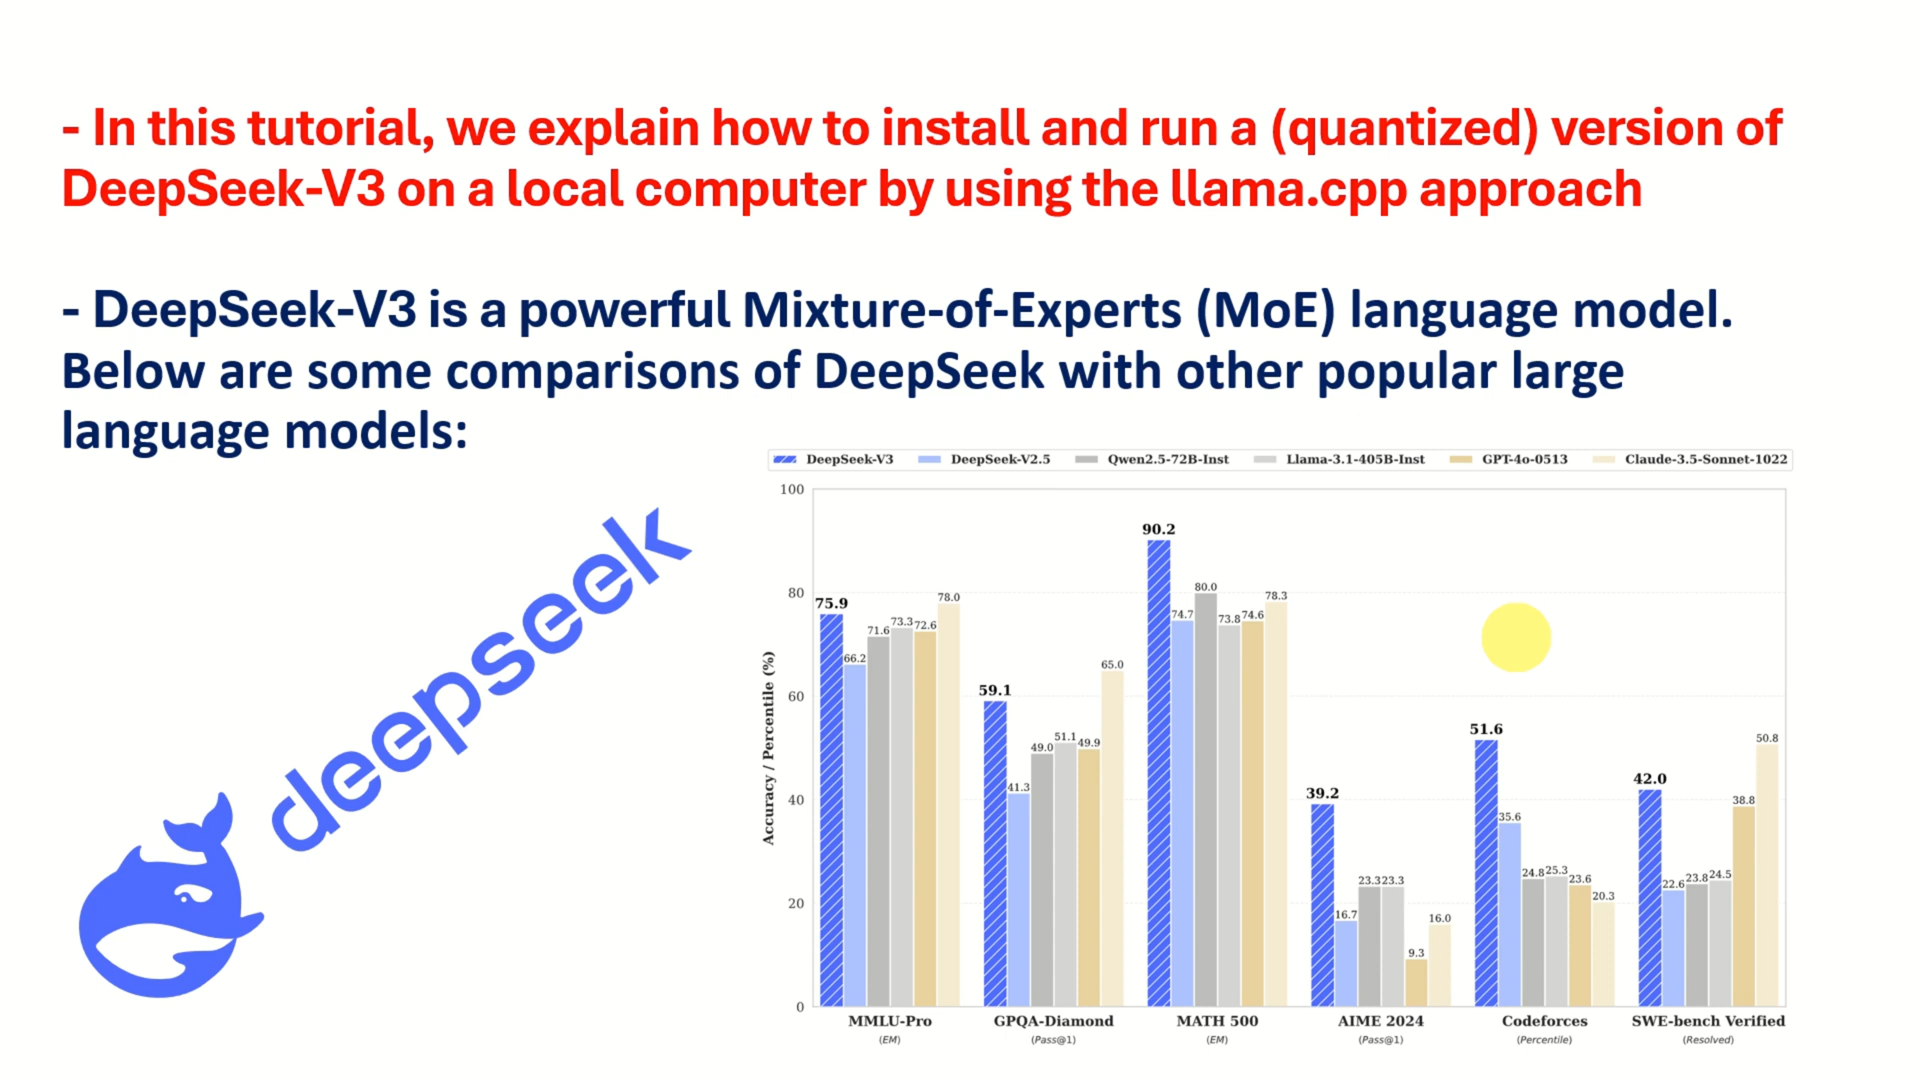 - In this tutorial, we explain how to install and run a (quantized) version of
DeepSeek-V3 on a local computer by using the llama.cpp approach
- DeepSeek-V3 is a powerful Mixture-of-Experts (MoE) language model.
Below are some comparisons of DeepSeek with other popular large
language models:
deepseek
DeepSeek-V3 DeepSeek-V2.5 Qwen2.5-72B-Inst Llama-3.1-405B-Inst GPT-4o-0513 Claude-3.5-Sonnet-1022
Accuracy / Percentile (%)
100
80
60
40
20
0
75.9 66.2 71.6 73.3 72.6 78.0
59.1 41.3 49.0 51.1 49.9 65.0
90.2 74.7 80.0 73.8 74.6 78.3
39.2 16.7 23.3 23.3 9.3 16.0
51.6 35.6 24.8 25.3 23.6 20.3
42.0 22.6 23.8 24.5 38.8 50.8
MMLU-Pro GPQA-Diamond MATH 500 AIME 2024 Codeforces SWE-bench Verified
(EM) (Pass@1) (EM) (Pass@1) (Percentile) (Resolved)